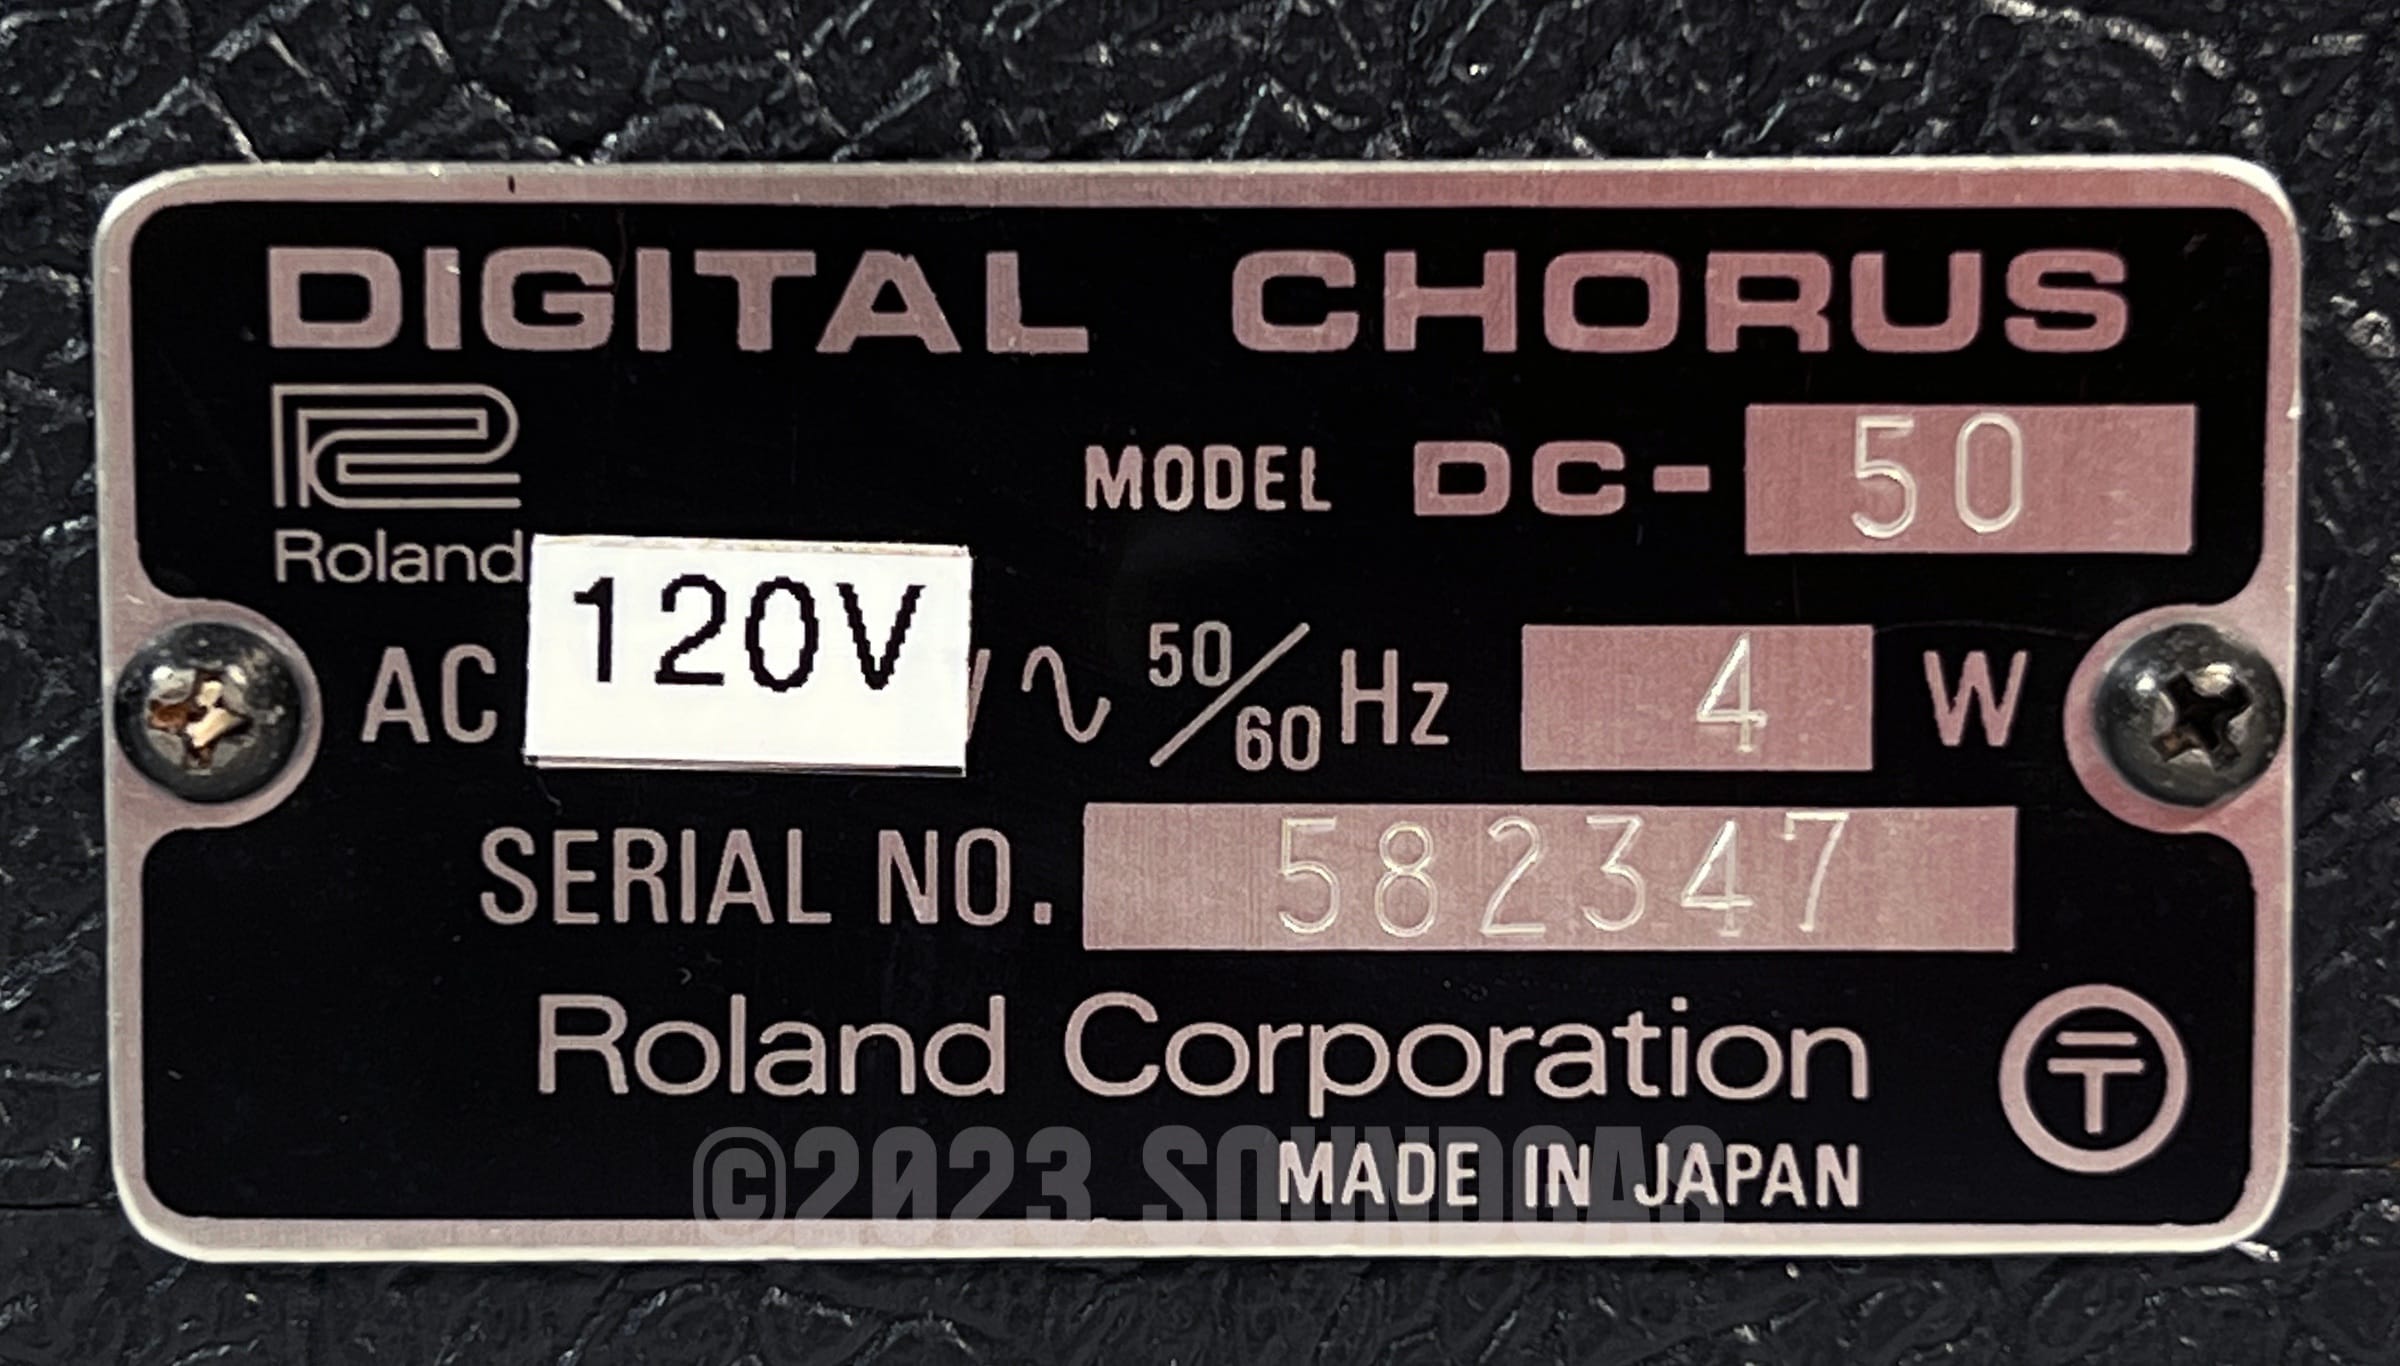 DIGITAL CHORUS
Roland
MODEL DC-50
AC 120V V ∿ 50/60 Hz 4 W
SERIAL NO. 582347
Roland Corporation
MADE IN JAPAN
©2023 SOUNDGAS